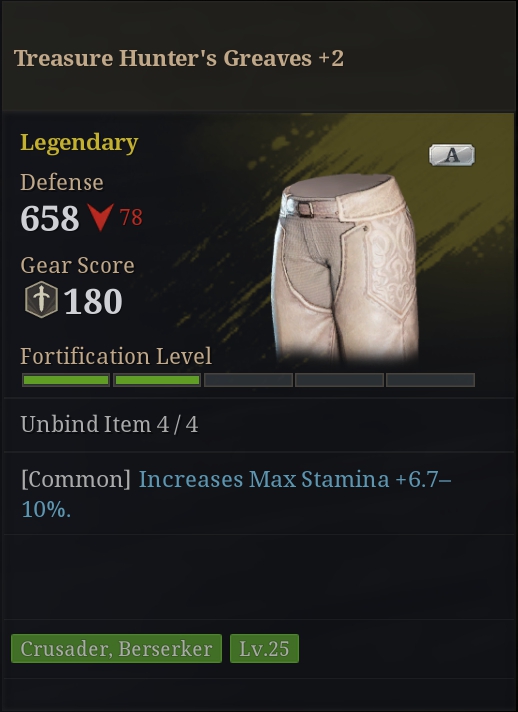 Treasure Hunter's Greaves +2
Legendary
A
Defense
658 78
Gear Score
180
Fortification Level
Unbind Item 4 / 4
[Common] Increases Max Stamina +6.7–
10%.
Crusader, Berserker Lv.25